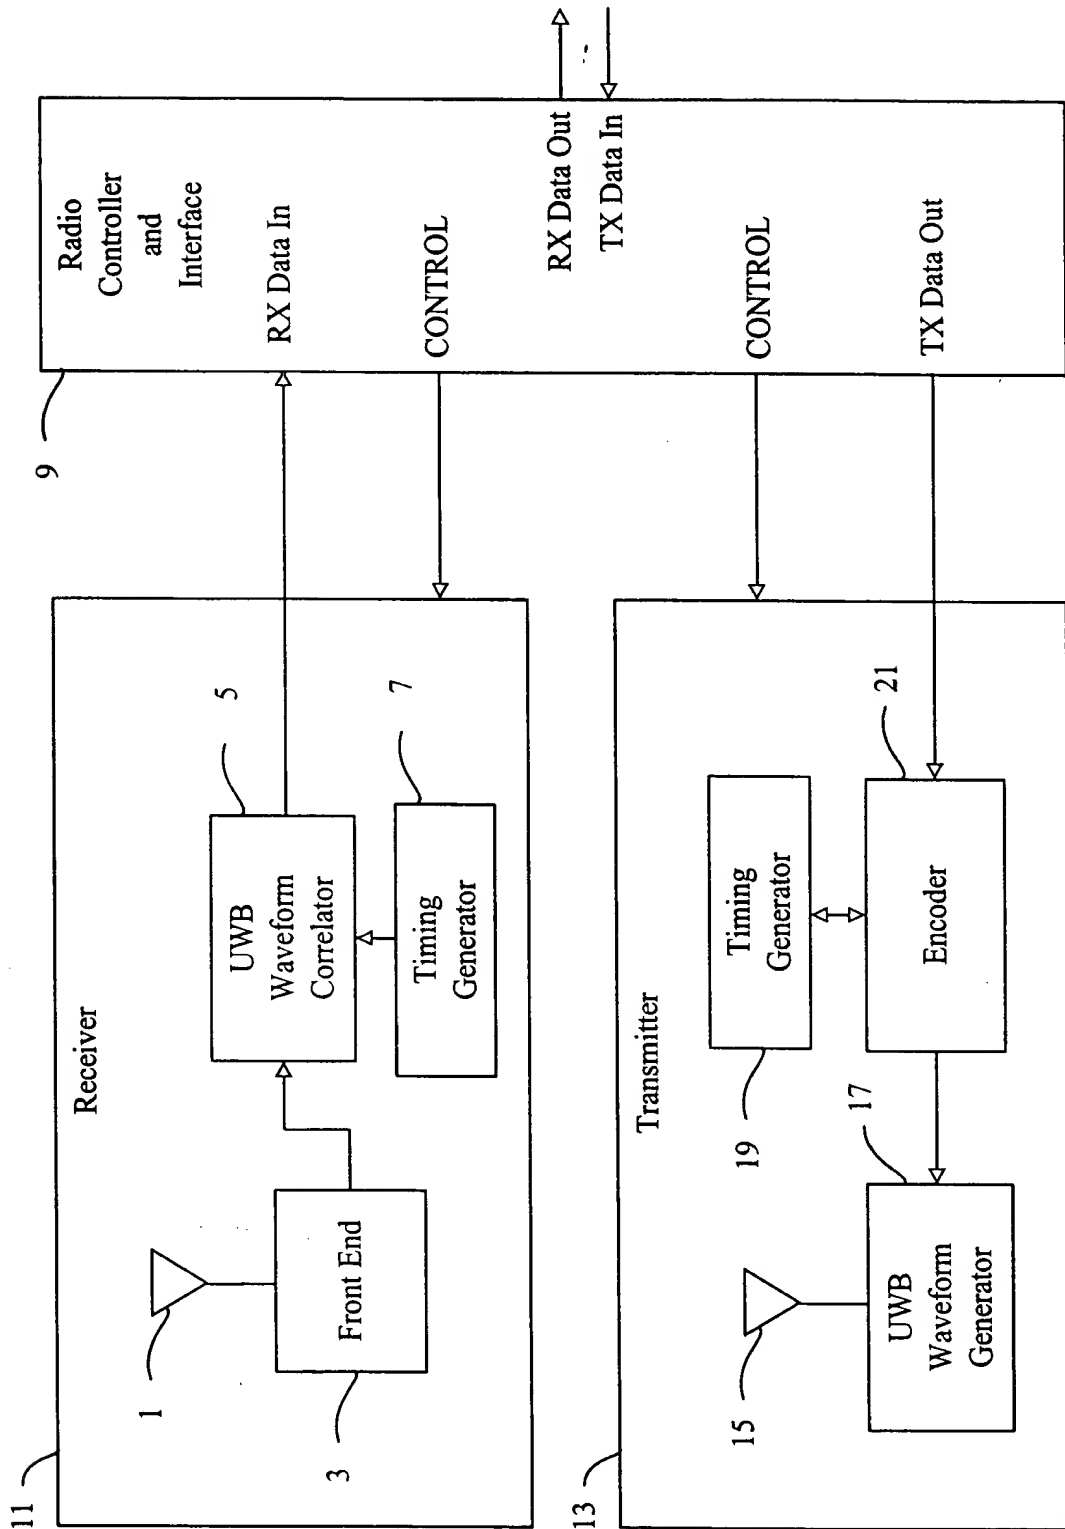 11
Receiver
1
3
Front End
UWB
Waveform
Correlator
5
Timing
Generator
7
9
Radio
Controller
and
Interface
RX Data In
CONTROL
RX Data Out
TX Data In
CONTROL
TX Data Out
13
Transmitter
15
UWB
Waveform
Generator
17
19
Timing
Generator
Encoder
21